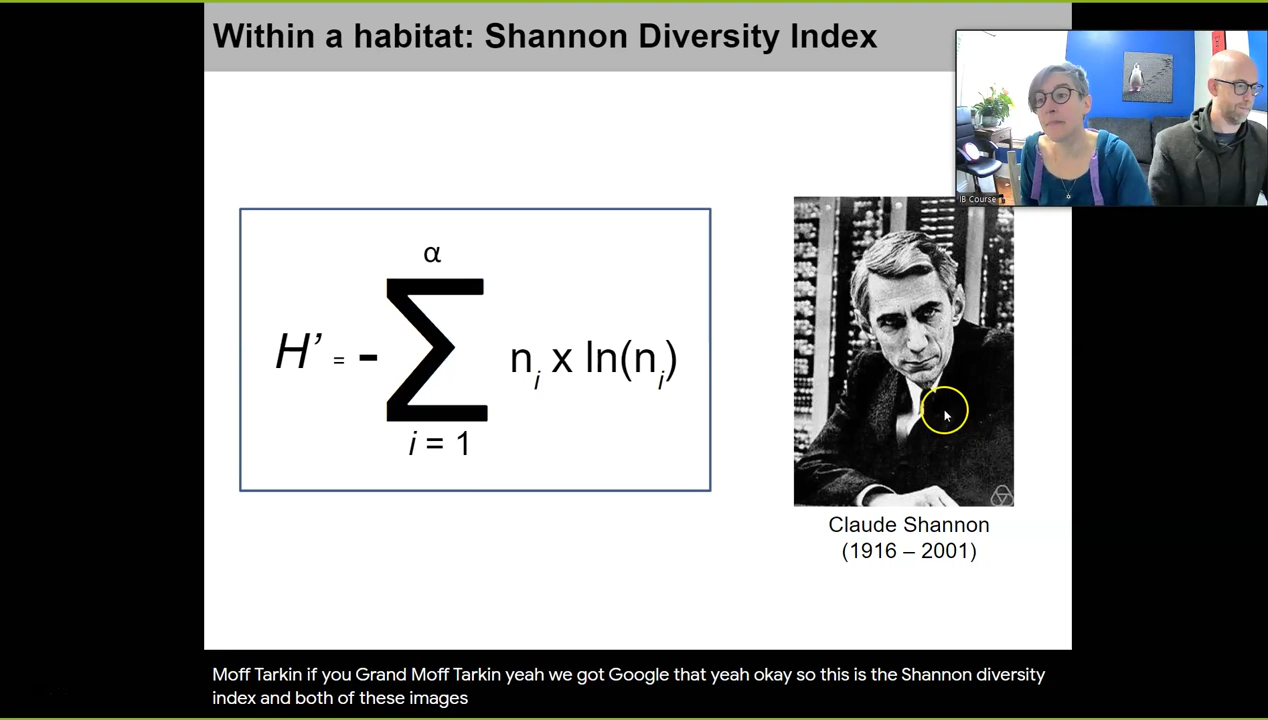 Within a habitat: Shannon Diversity Index
IB Course
α
H’ = - ∑ nᵢ x ln(nᵢ)
i = 1
Claude Shannon
(1916 – 2001)
Moff Tarkin if you Grand Moff Tarkin yeah we got Google that yeah okay so this is the Shannon diversity
index and both of these images